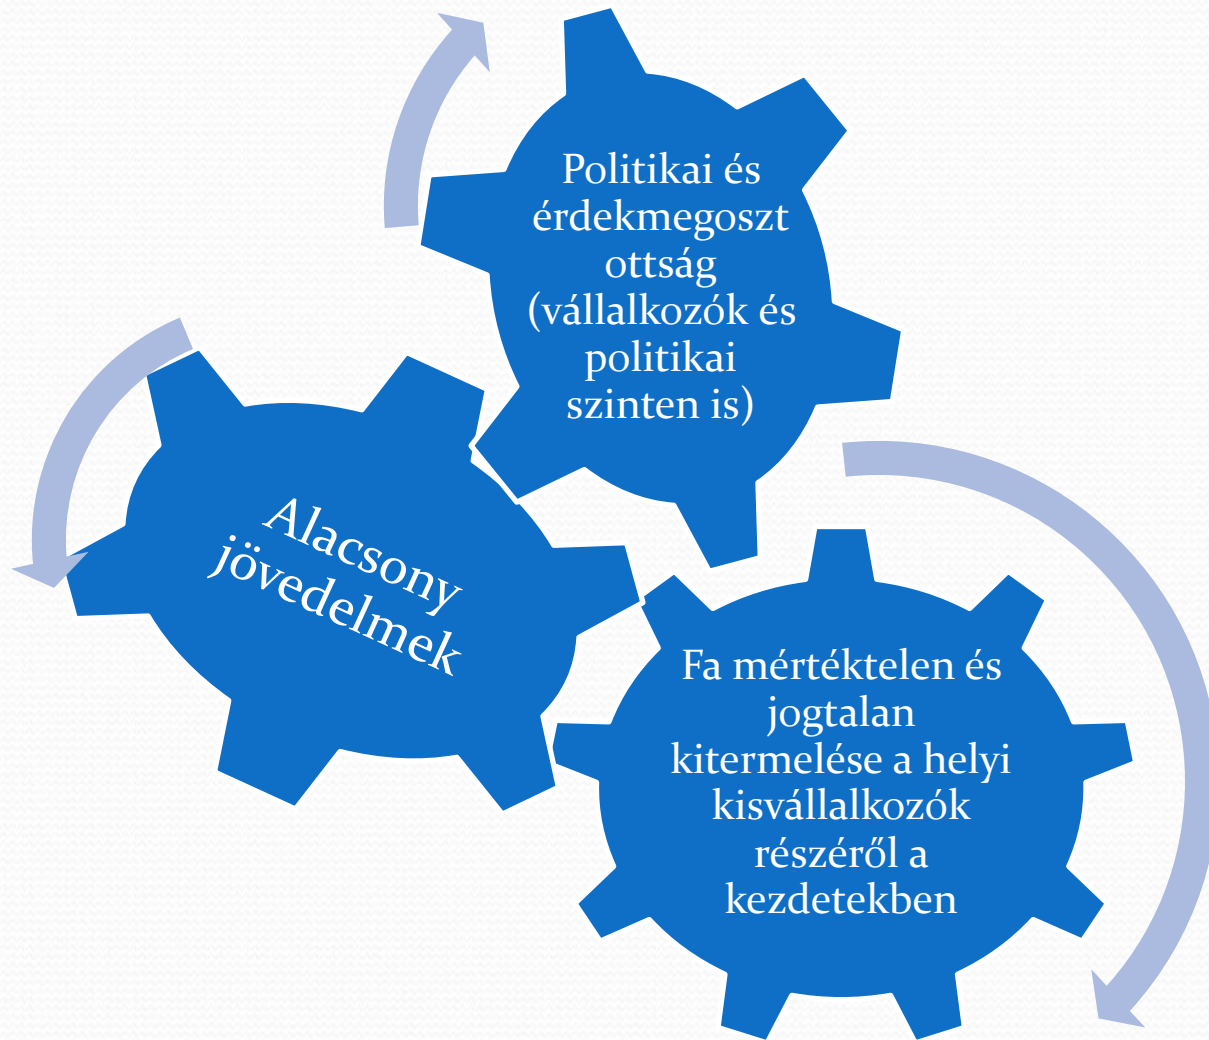 Politikai és
érdekmegoszt
ottság
(vállalkozók és
politikai
szinten is)
Alacsony
jövedelmek
Fa mértéktelen és
jogtalan
kitermelése a helyi
kisvállalkozók
részéről a
kezdetekben